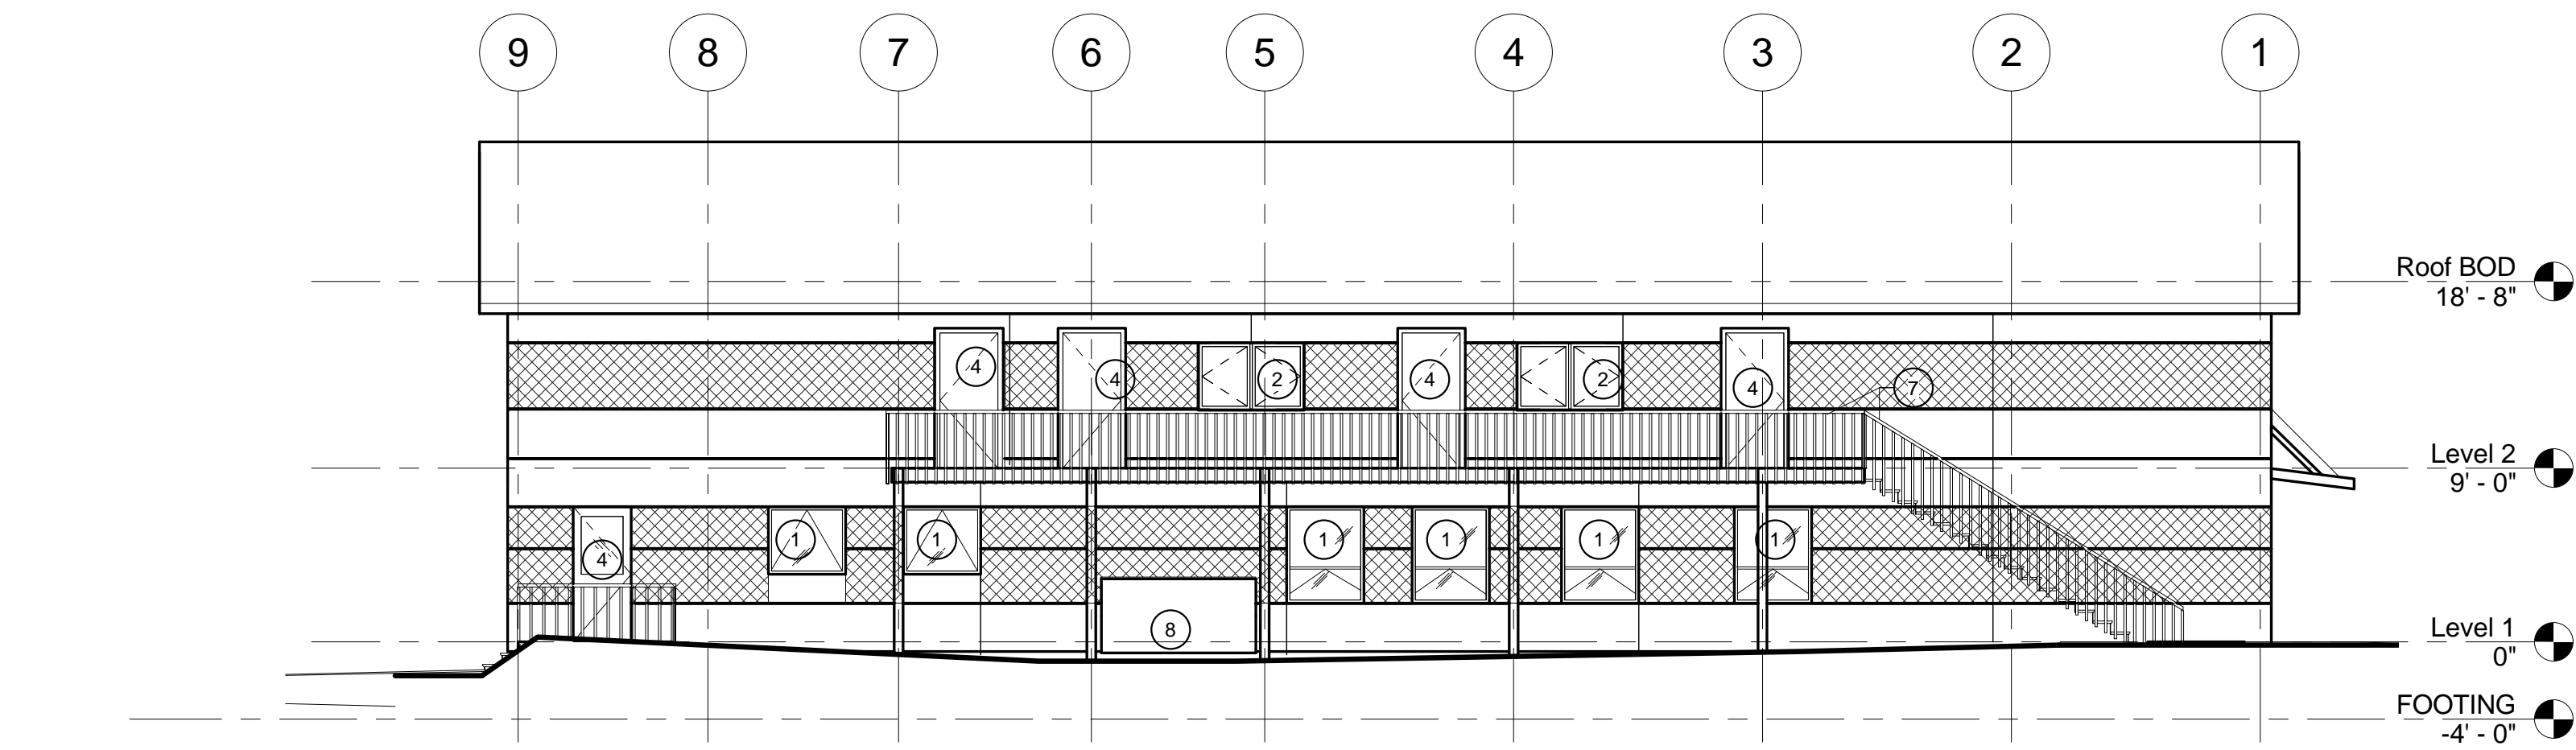 9 8 7 6 5 4 3 2 1
Roof BOD
18' - 8"
4 4 2 4 2 4 7
Level 2
9' - 0"
4 1 1 1 1 1 1
8
Level 1
0"
FOOTING
-4' - 0"